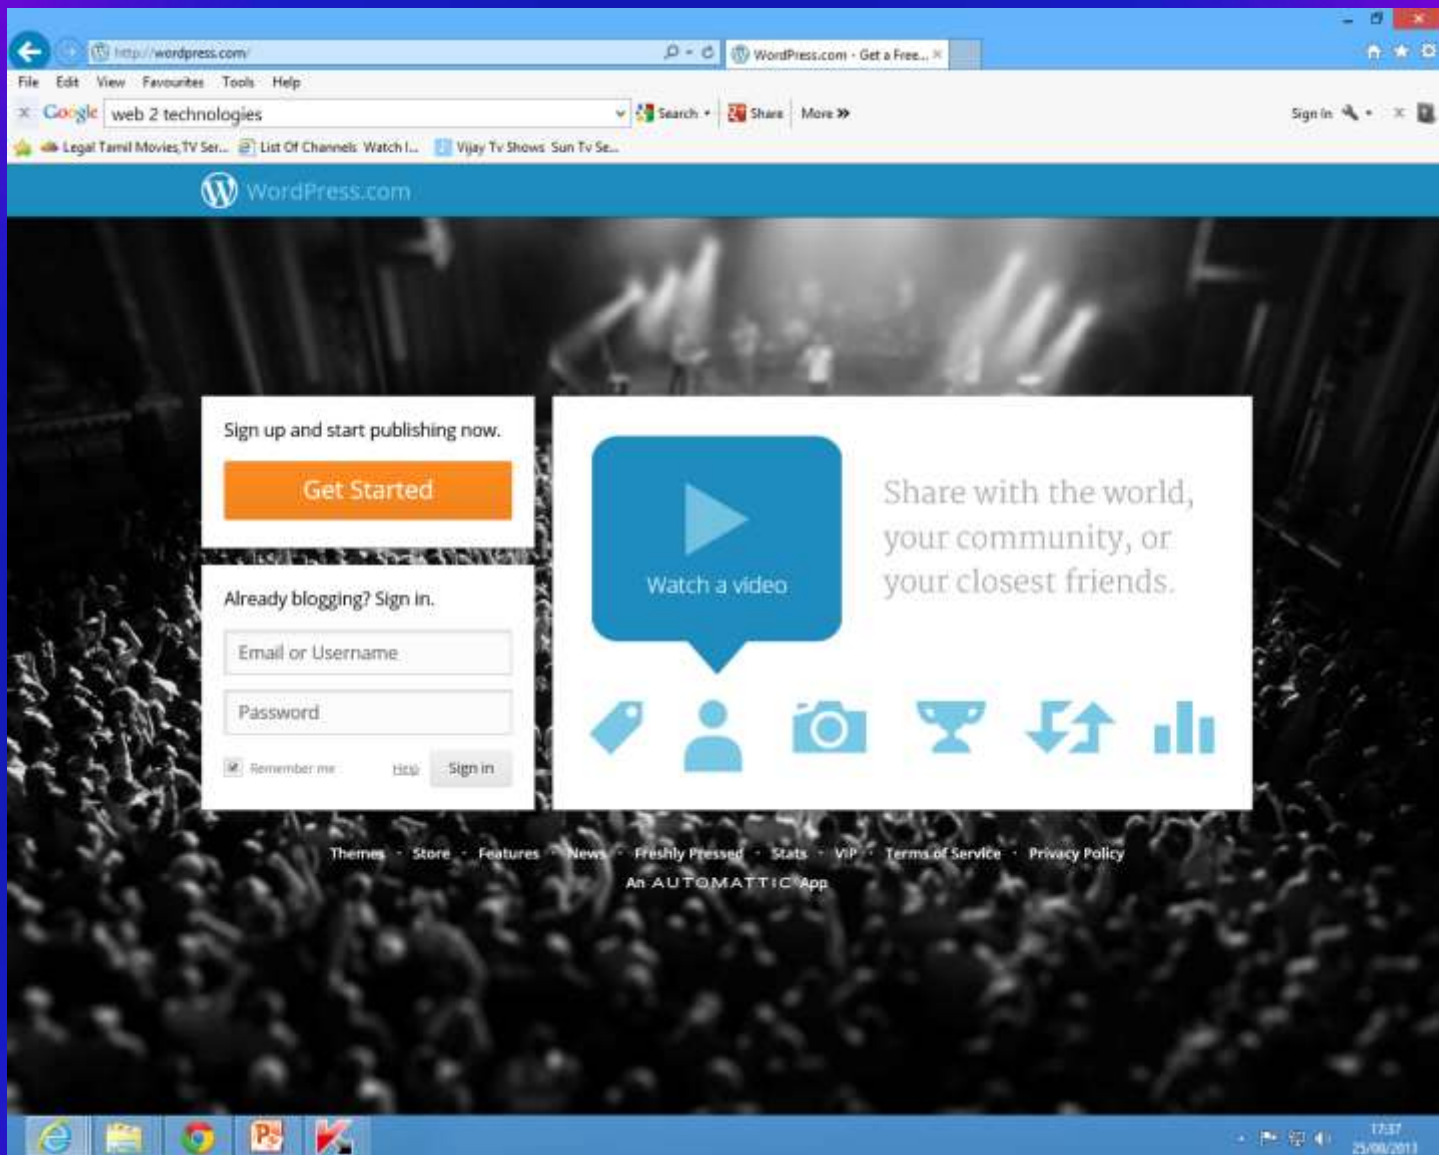 http://wordpress.com/
WordPress.com - Get a Free...
File Edit View Favourites Tools Help
Google web 2 technologies Search Share More »
Sign In
Legal Tamil Movies,TV Ser... List Of Channels Watch I... Vijay Tv Shows Sun Tv Se...
WordPress.com
Sign up and start publishing now.
Get Started
Already blogging? Sign in.
Email or Username
Password
Remember me Help Sign in
Watch a video
Share with the world,
your community, or
your closest friends.
Themes - Store - Features - News - Freshly Pressed - Stats - VIP - Terms of Service - Privacy Policy
An AUTOMATTIC App
17:37
25/08/2013